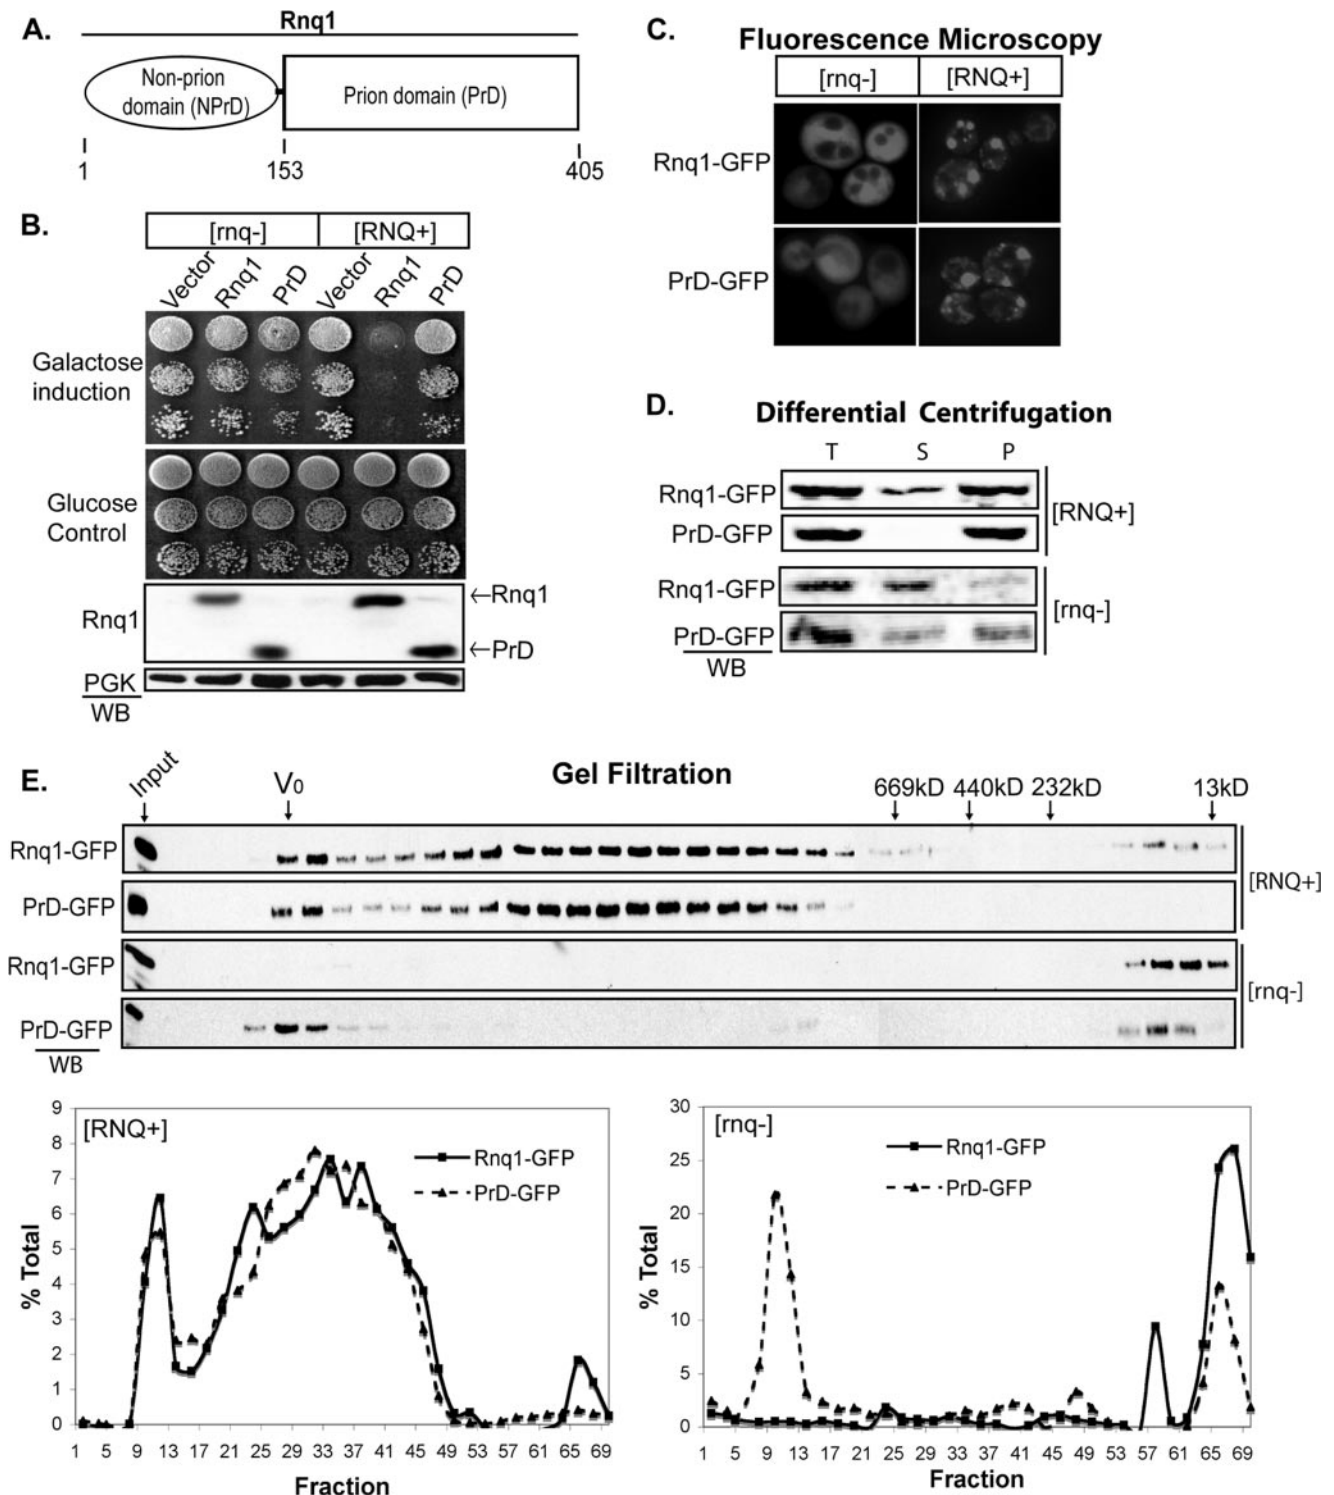 A.
Rnq1
Non-prion
domain (NPrD)
Prion domain (PrD)
1
153
405
B.
[rnq-]
[RNQ+]
Vector
Rnq1
PrD
Vector
Rnq1
PrD
Galactose
induction
Glucose
Control
Rnq1
←Rnq1
←PrD
PGK
WB
C.
Fluorescence Microscopy
[rnq-]
[RNQ+]
Rnq1-GFP
PrD-GFP
D.
Differential Centrifugation
T
S
P
Rnq1-GFP
PrD-GFP
[RNQ+]
Rnq1-GFP
PrD-GFP
[rnq-]
WB
E.
Gel Filtration
Input
V0
669kD
440kD
232kD
13kD
Rnq1-GFP
PrD-GFP
[RNQ+]
Rnq1-GFP
PrD-GFP
[rnq-]
WB
[RNQ+]
Rnq1-GFP
PrD-GFP
% Total
9
8
7
6
5
4
3
2
1
0
1 5 9 13 17 21 25 29 33 37 41 45 49 53 57 61 65 69
Fraction
[rnq-]
Rnq1-GFP
PrD-GFP
% Total
30
25
20
15
10
5
0
1 5 9 13 17 21 25 29 33 37 41 45 49 53 57 61 65 69
Fraction